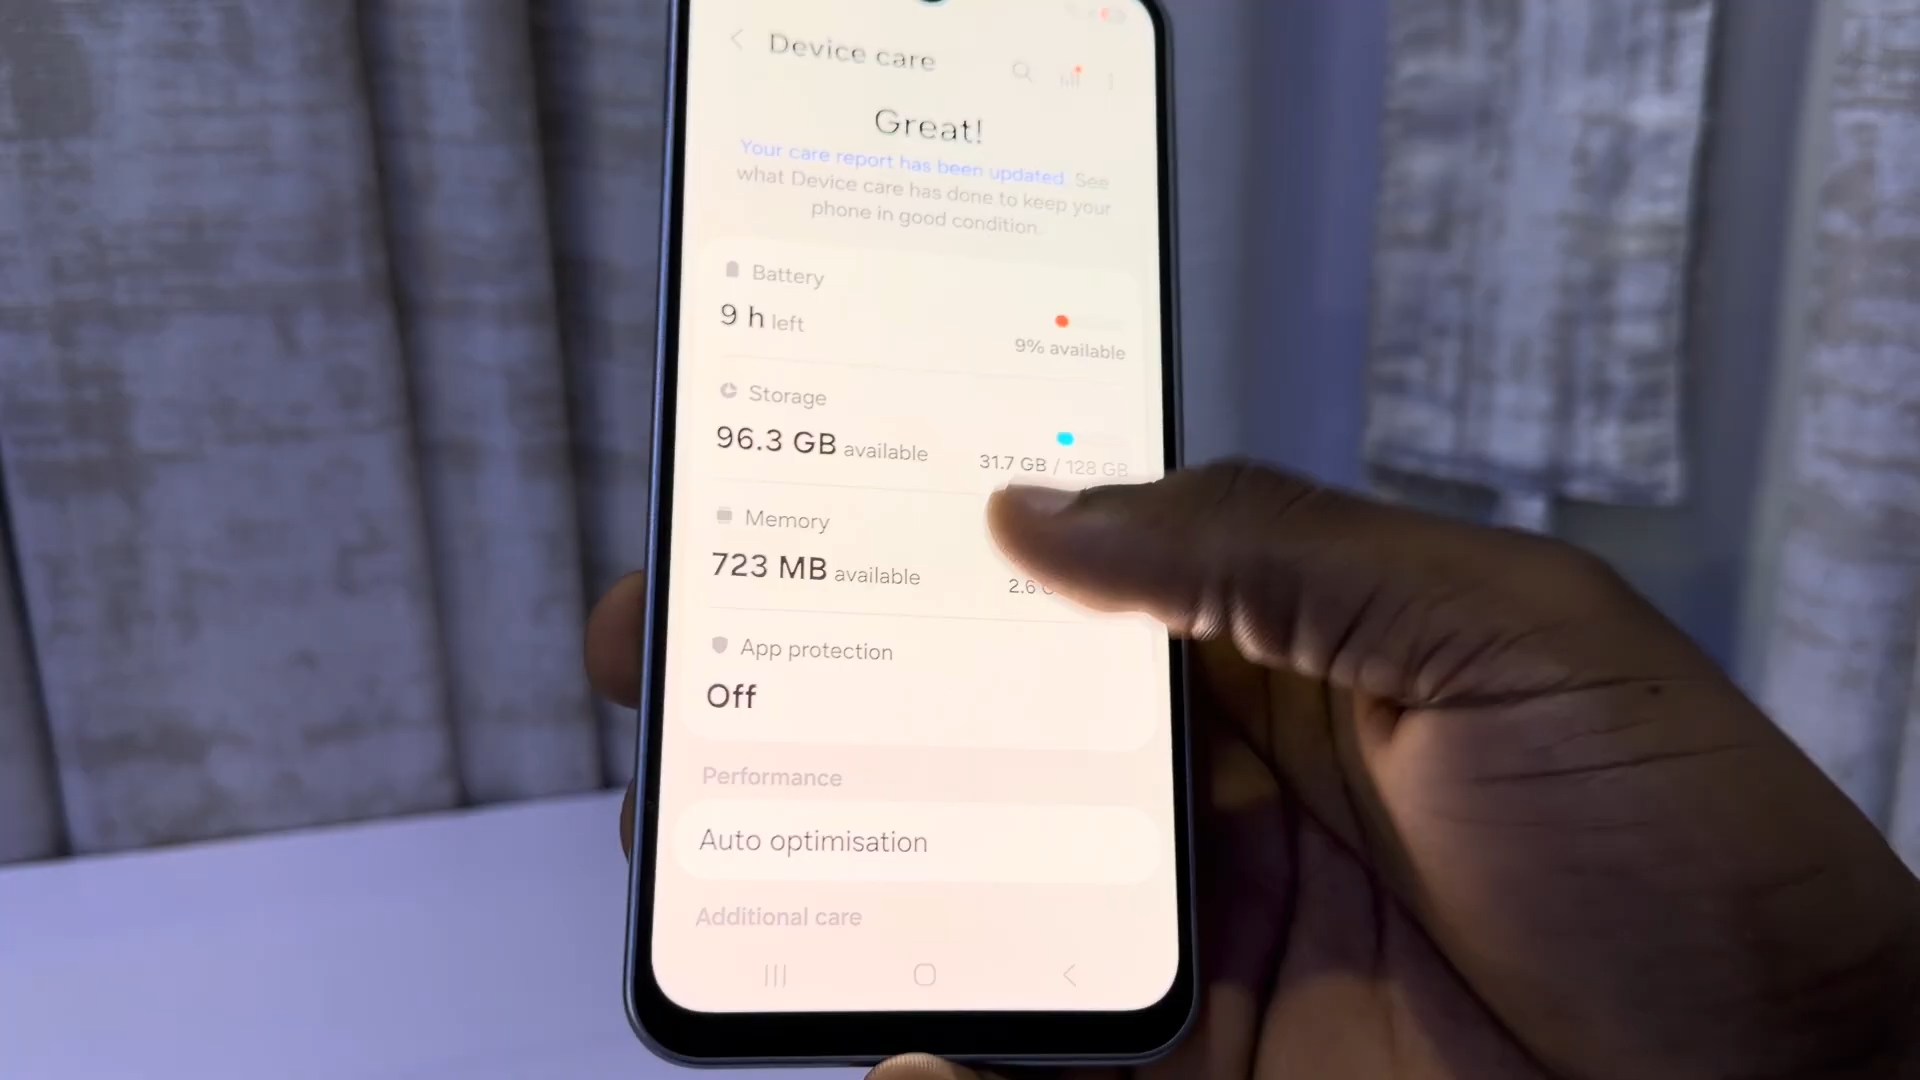 Device care
Great!
Your care report has been updated. See
what Device care has done to keep your
phone in good condition.
Battery
9 h left
9% available
Storage
96.3 GB available
31.7 GB / 128 GB
Memory
723 MB available
2.6
App protection
Off
Performance
Auto optimisation
Additional care